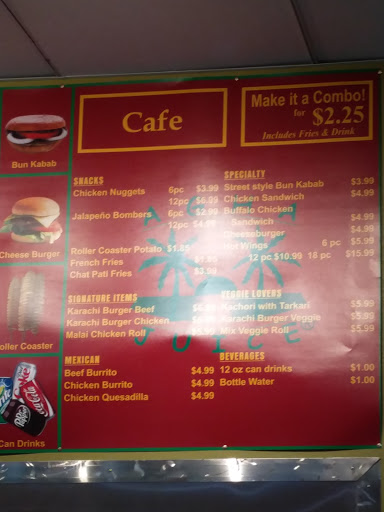 Cafe
Make it a Combo!
for $2.25
Includes Fries & Drink
Bun Kabab
Cheese Burger
oller Coaster
Can Drinks
SNACKS
Chicken Nuggets 6pc $3.99
12pc $6.99
Jalapeño Bombers 6pc $2.99
12pc
Roller Coaster Potato $1.85
French Fries $1.99
Chat Pati Fries $2.99
SIGNATURE ITEMS
Karachi Burger Beef
Karachi Burger Chicken
Malai Chicken Roll
MEXICAN
Beef Burrito $4.99
Chicken Burrito $4.99
Chicken Quesadilla $4.99
SPECIALTY
Street style Bun Kabab $3.99
Chicken Sandwich $4.99
Buffalo Chicken
Sandwich $4.99
Cheeseburger $4.99
Hot Wings 6 pc $5.99
12 pc $10.99 18 pc $15.99
VEGGIE LOVERS
Kachori with Tarkari $5.99
Karachi Burger Veggie $5.99
Mix Veggie Roll $5.99
BEVERAGES
12 oz can drinks $1.00
Bottle Water $1.00
JUICE